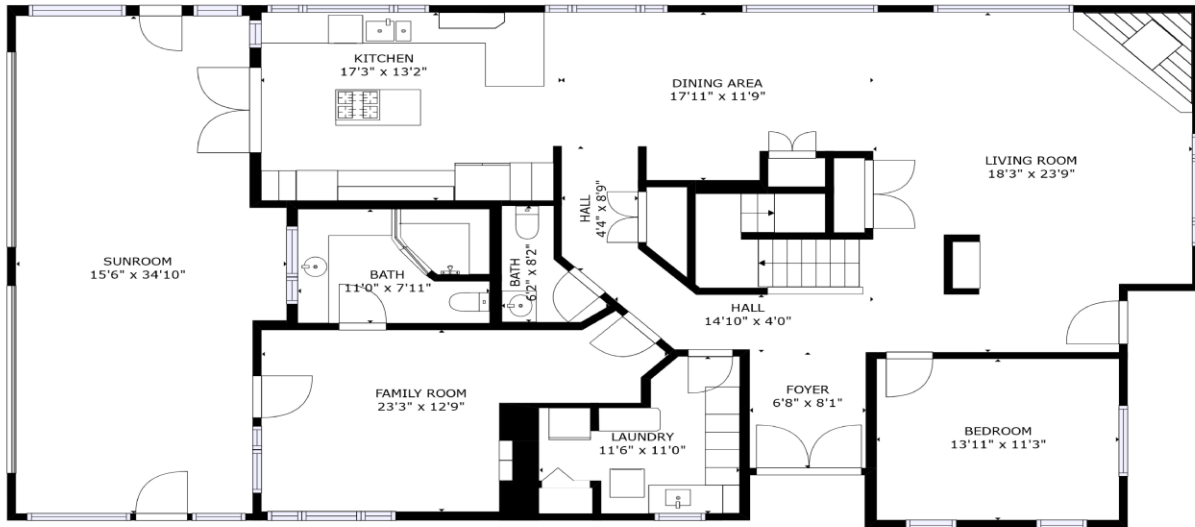 KITCHEN
17'3" x 13'2"
DINING AREA
17'11" x 11'9"
LIVING ROOM
18'3" x 23'9"
HALL
4'4" x 8'9"
SUNROOM
15'6" x 34'10"
BATH
11'0" x 7'11"
BATH
6'2" x 8'2"
HALL
14'10" x 4'0"
FAMILY ROOM
23'3" x 12'9"
FOYER
6'8" x 8'1"
LAUNDRY
11'6" x 11'0"
BEDROOM
13'11" x 11'3"